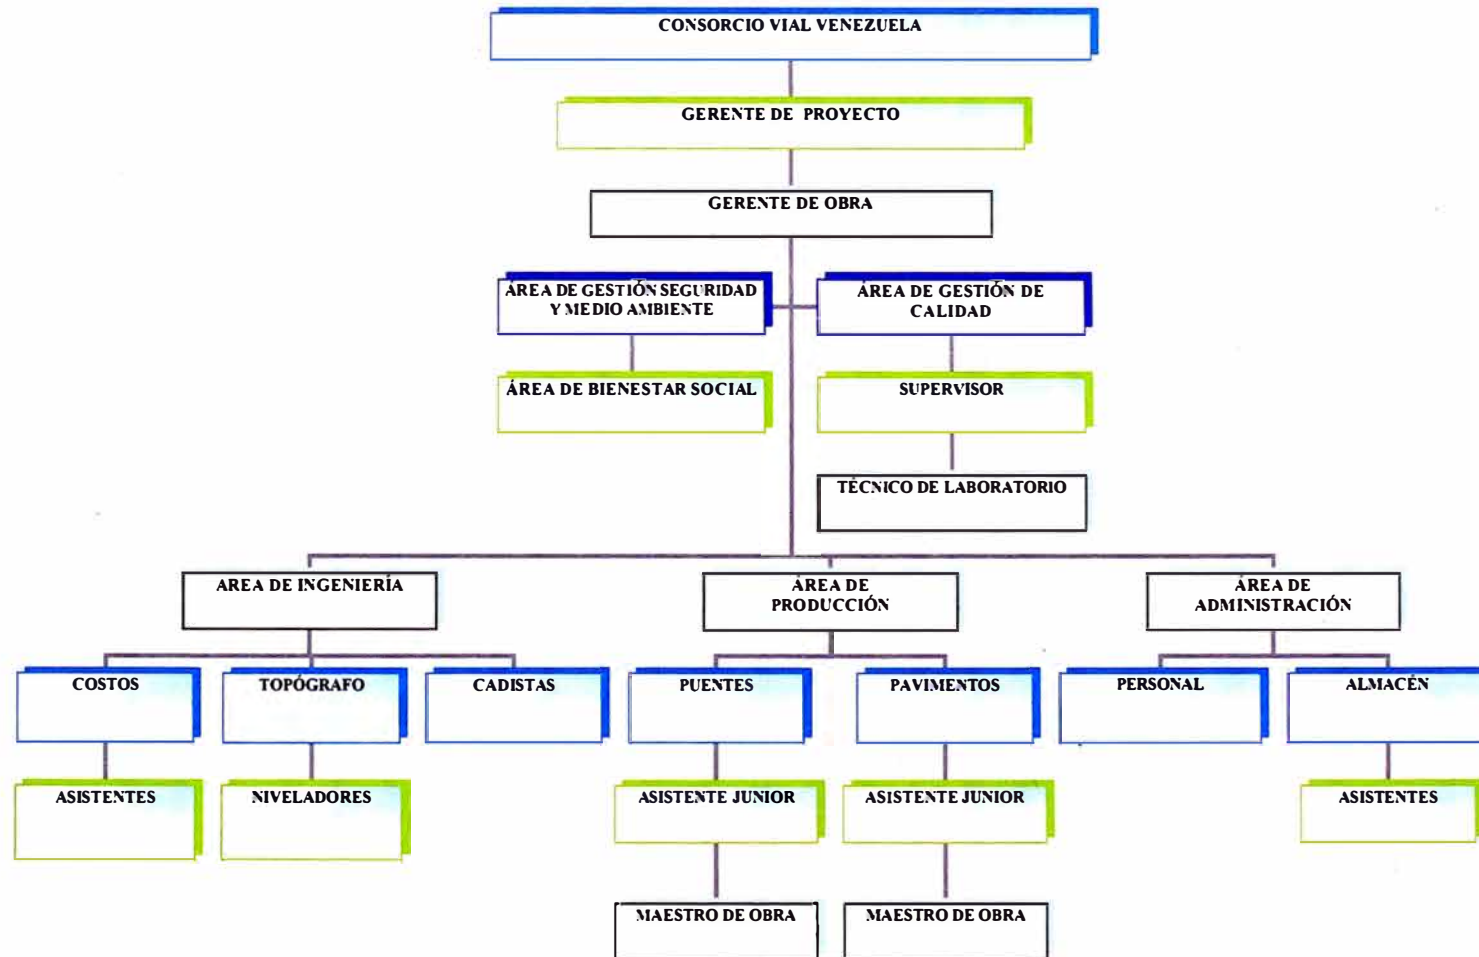 CONSORCIO VIAL VENEZUELA
GERENTE DE PROYECTO
GERENTE DE OBRA
ÁREA DE GESTIÓN SEGURIDAD
Y MEDIO AMBIENTE
ÁREA DE GESTIÓN DE
CALIDAD
ÁREA DE BIENESTAR SOCIAL
SUPERVISOR
TÉCNICO DE LABORATORIO
AREA DE INGENIERÍA
ÁREA DE
PRODUCCIÓN
ÁREA DE
ADMINISTRACIÓN
COSTOS
TOPÓGRAFO
CADISTAS
PUENTES
PAVIMENTOS
PERSONAL
ALMACÉN
ASISTENTES
NIVELADORES
ASISTENTE JUNIOR
ASISTENTE JUNIOR
ASISTENTES
MAESTRO DE OBRA
MAESTRO DE OBRA